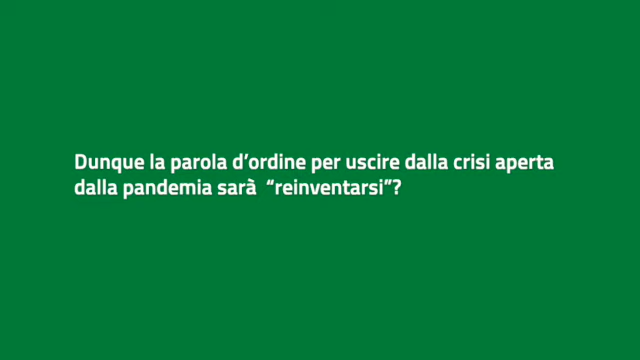 Dunque la parola d’ordine per uscire dalla crisi aperta
dalla pandemia sarà “reinventarsi”?